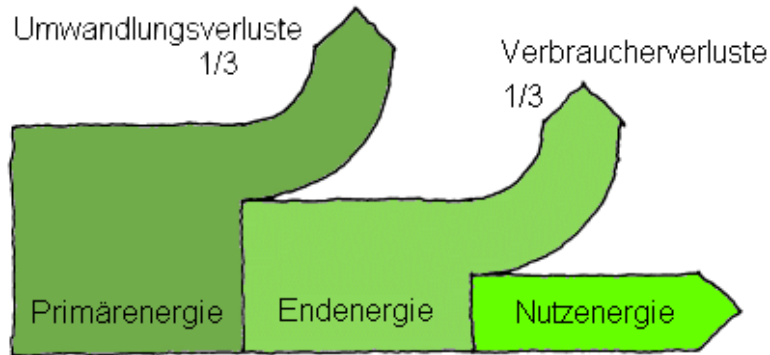 Umwandlungsverluste
1/3
Verbraucherverluste
1/3
Primärenergie
Endenergie
Nutzenergie